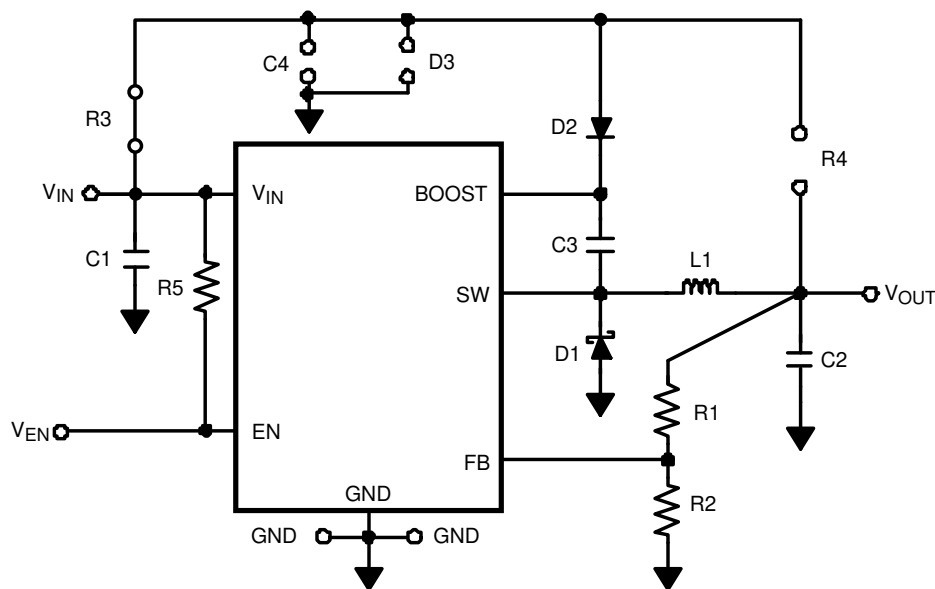 C4
D3
R3
D2
R4
VIN
VIN
BOOST
C1
R5
C3
L1
SW
VOUT
D1
C2
R1
VEN
EN
FB
GND
R2
GND
GND